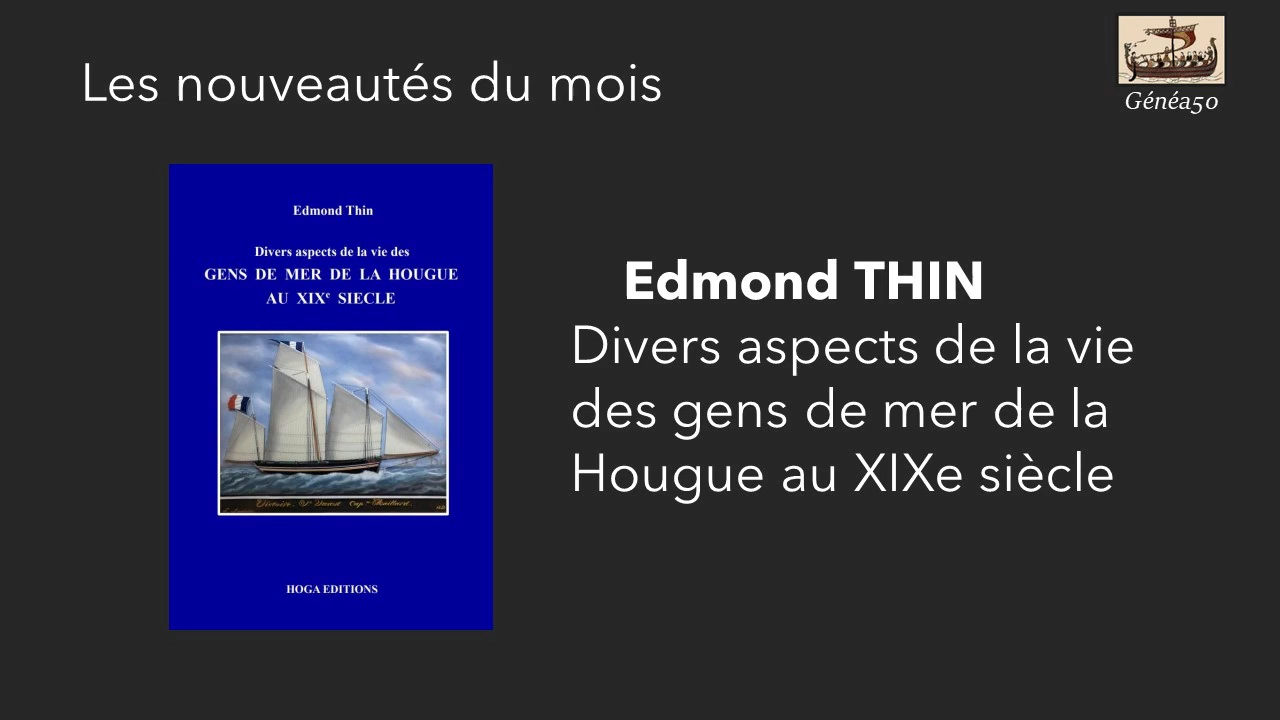 Les nouveautés du mois
Généa50
Edmond Thin
Divers aspects de la vie des
GENS DE MER DE LA HOUGUE
AU XIXe SIECLE
HOGA EDITIONS
Edmond THIN
Divers aspects de la vie
des gens de mer de la
Hougue au XIXe siècle